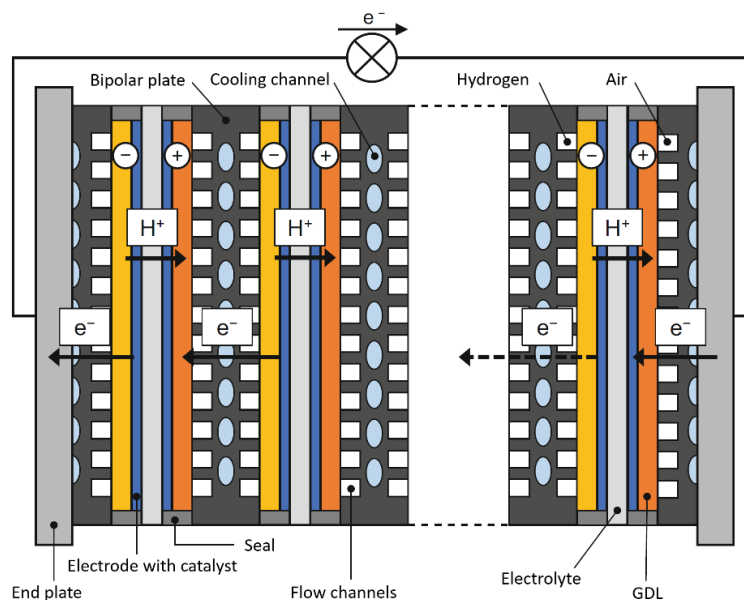 e⁻
Bipolar plate
Cooling channel
Hydrogen
Air
− + − + − +
H⁺ H⁺ H⁺
e⁻ e⁻ e⁻ e⁻
Seal
Electrode with catalyst
End plate
Flow channels
Electrolyte
GDL